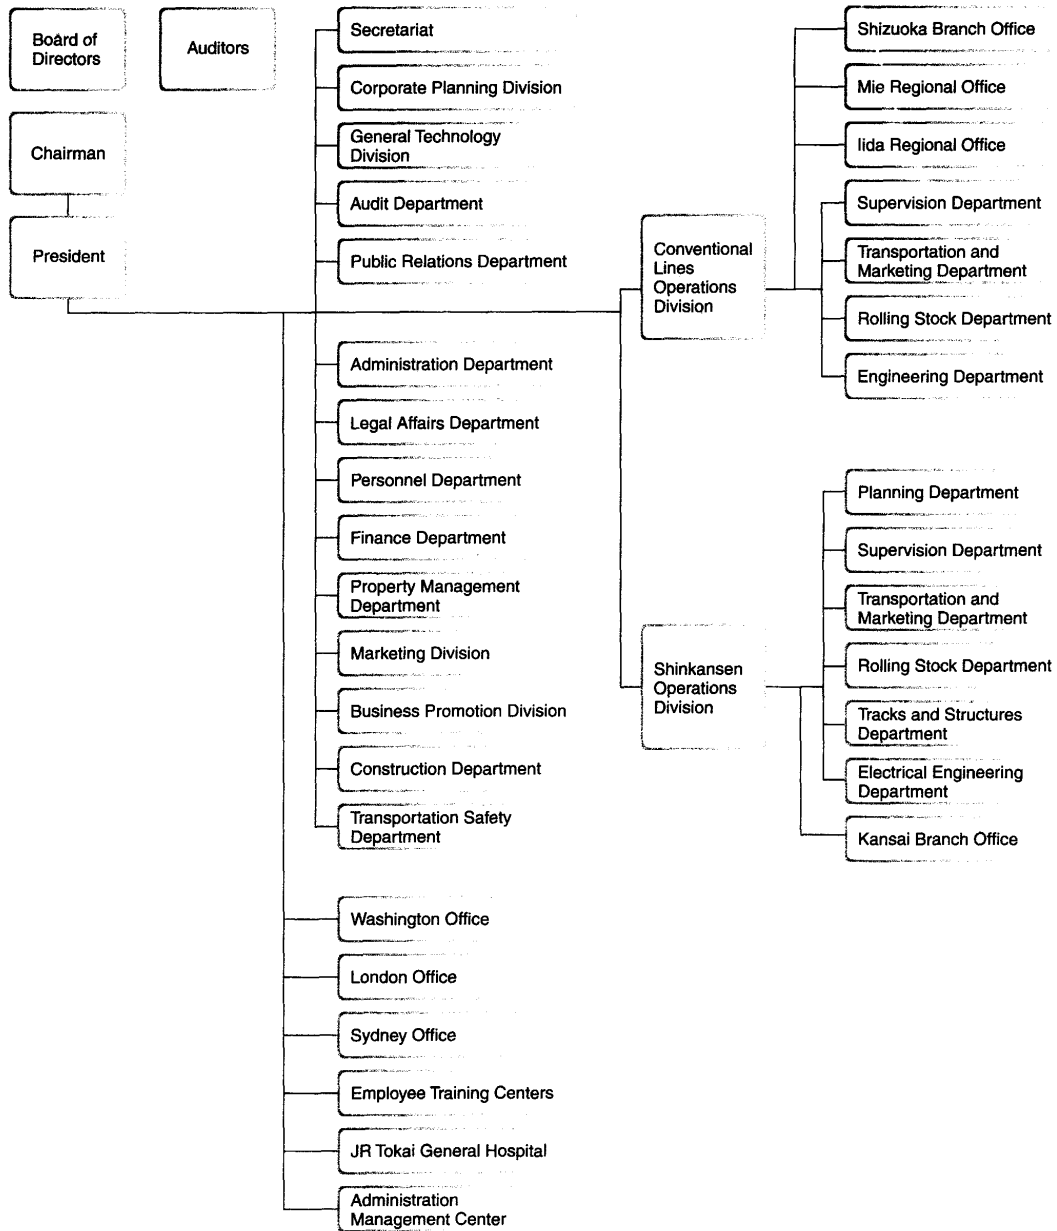 Board of
Directors
Auditors
Chairman
President
Secretariat
Corporate Planning Division
General Technology
Division
Audit Department
Public Relations Department
Administration Department
Legal Affairs Department
Personnel Department
Finance Department
Property Management
Department
Marketing Division
Business Promotion Division
Construction Department
Transportation Safety
Department
Washington Office
London Office
Sydney Office
Employee Training Centers
JR Tokai General Hospital
Administration
Management Center
Conventional
Lines
Operations
Division
Shizuoka Branch Office
Mie Regional Office
Iida Regional Office
Supervision Department
Transportation and
Marketing Department
Rolling Stock Department
Engineering Department
Shinkansen
Operations
Division
Planning Department
Supervision Department
Transportation and
Marketing Department
Rolling Stock Department
Tracks and Structures
Department
Electrical Engineering
Department
Kansai Branch Office